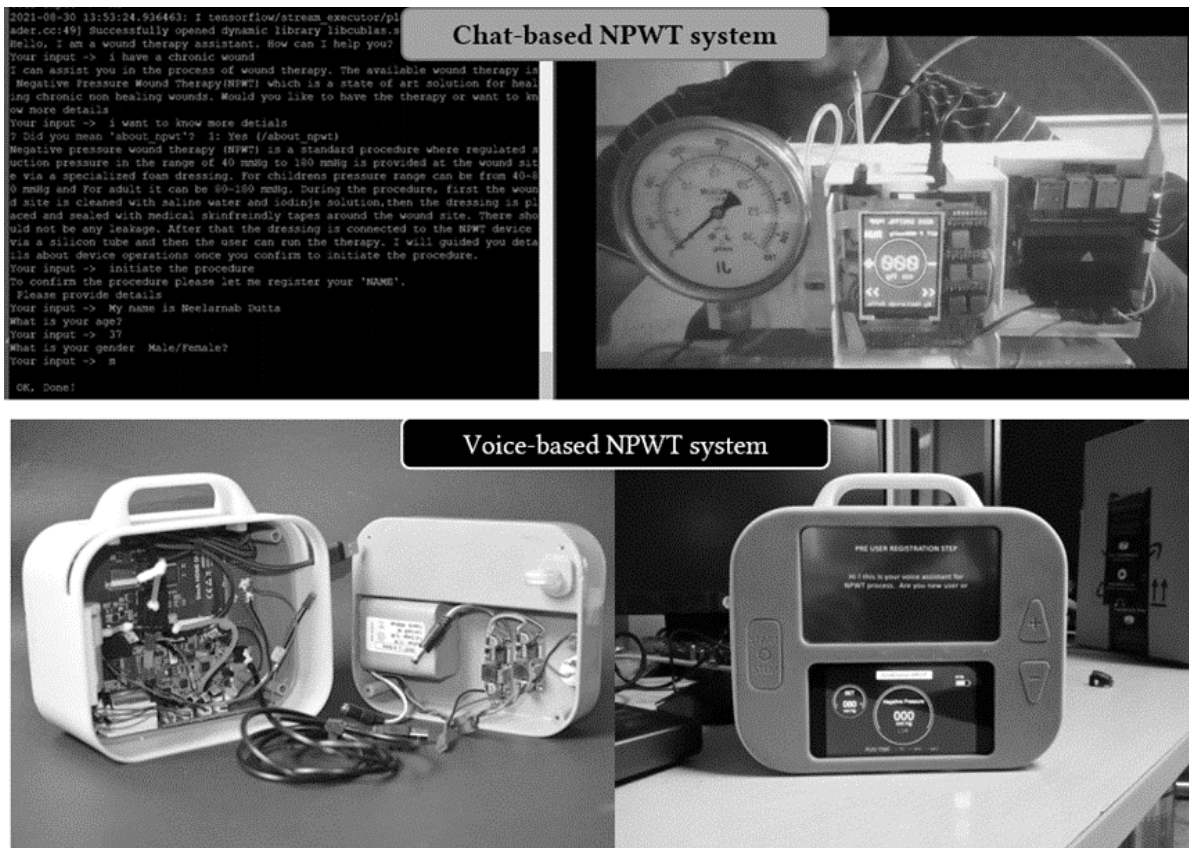 2021-08-30 13:53:24.936463: I tensorflow/stream_executor/pl
ader.cc:49] Successfully opened dynamic library libcublas.s
Hello, I am a wound therapy assistant. How can I help you?
Your input -> i have a chronic wound
I can assist you in the process of wound therapy. The available wound therapy is
Negative Pressure Wound Therapy(NPWT) which is a state of art solution for heal
ing chronic non healing wounds. Would you like to have the therapy or want to kn
ow more details
Your input -> i want to know more detials
? Did you mean 'about_npwt'? 1: Yes (/about_npwt)
Negative pressure wound therapy (NPWT) is a standard procedure where regulated s
uction pressure in the range of 40 mmHg to 180 mmHg is provided at the wound sit
e via a specialized foam dressing. For childrens pressure range can be from 40-8
0 mmHg and For adult it can be 80-180 mmHg. During the procedure, first the woun
d site is cleaned with saline water and iodinje solution,then the dressing is pl
aced and sealed with medical skinfreindly tapes around the wound site. There sho
uld not be any leakage. After that the dressing is connected to the NPWT device
via a silicon tube and then the user can run the therapy. I will guided you deta
ils about device operations once you confirm to initiate the procedure.
Your input -> initiate the procedure
To confirm the procedure please let me register your 'NAME'.
Please provide details
Your input -> My name is Neelarnab Dutta
What is your age?
Your input -> 37
What is your gender Male/Female?
Your input -> m
OK, Done!
Chat-based NPWT system
000
<< >>
Voice-based NPWT system
PRE USER REGISTRATION STEP
Hi ! this is your voice assistant for
NPWT process. Are you new user or
SET
080
Negative Pressure
000
mmHg
+
-